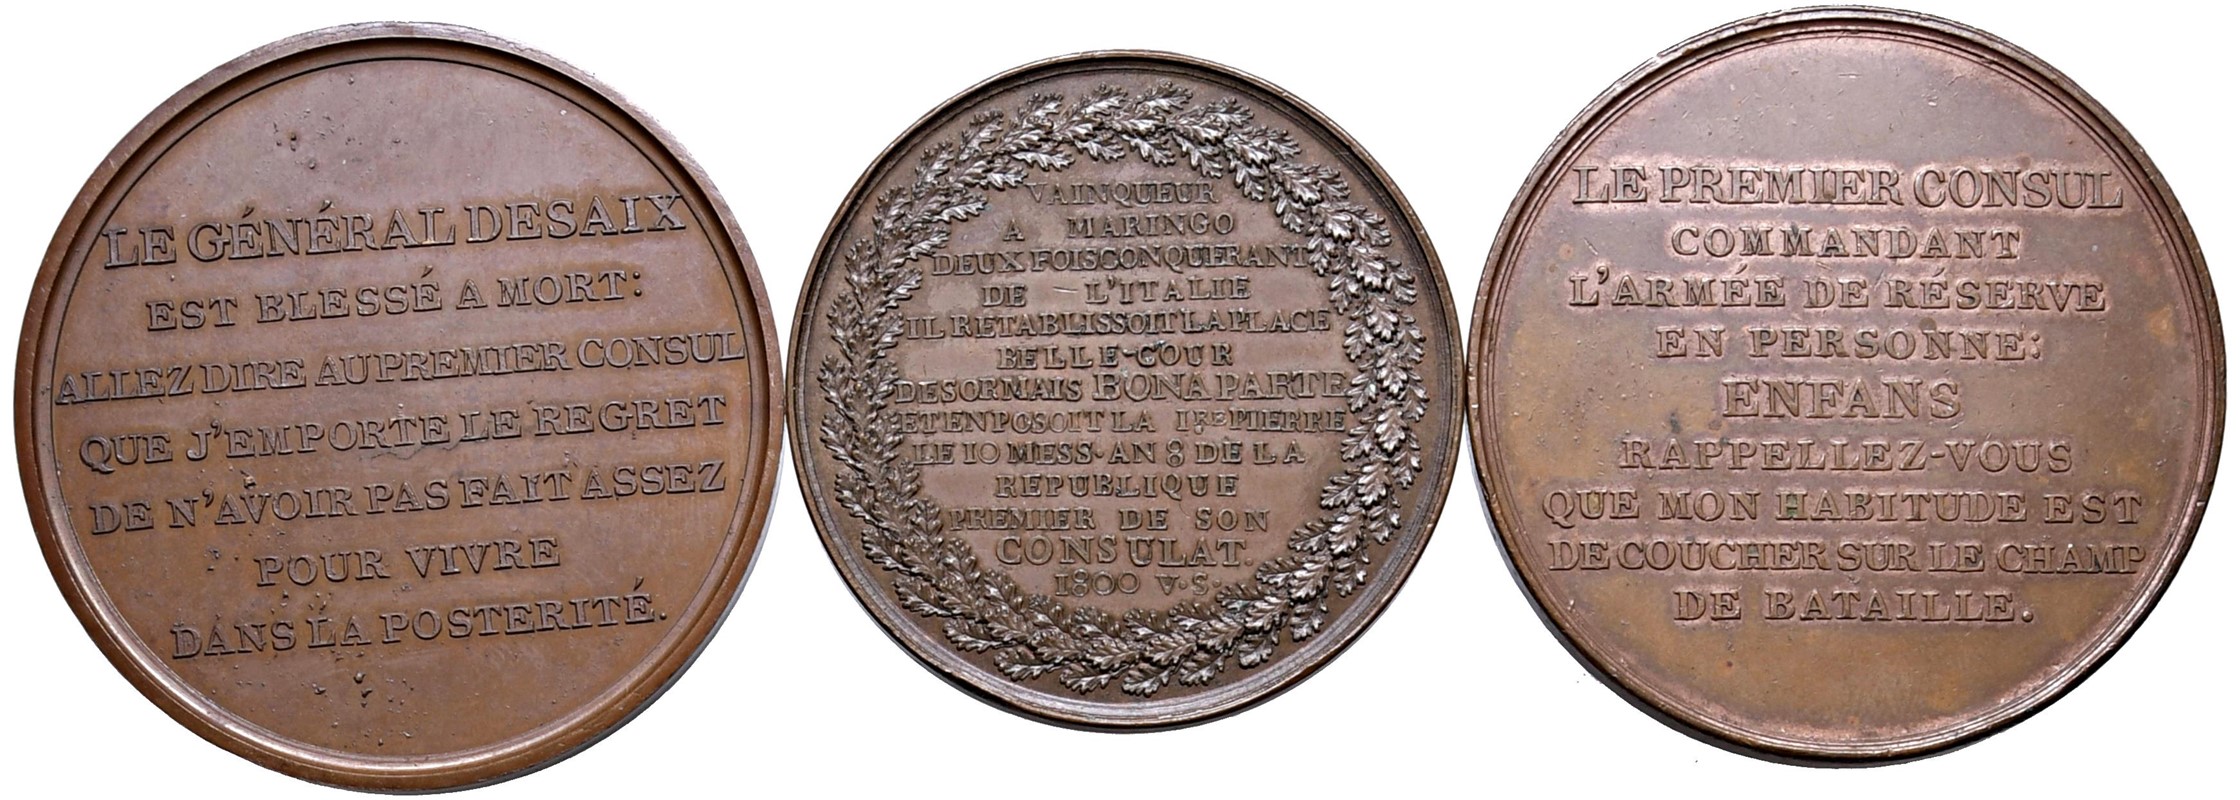 LE GÉNÉRAL DESAIX
EST BLESSÉ A MORT:
ALLEZ DIRE AU PREMIER CONSUL
QUE J'EMPORTE LE REGRET
DE N'AVOIR PAS FAIT ASSEZ
POUR VIVRE
DANS LA POSTERITÉ.
VAINQUEUR
A MARINGO
DEUX FOIS CONQUERANT
DE L'ITALIE
IL RETABLISSOIT LA PLACE
BELLE-COUR
DESORMAIS BONAPARTE
ET EN POSOIT LA 1RE PIERRE
LE 10 MESS. AN 8 DE LA
REPUBLIQUE
PREMIER DE SON
CONSULAT.
1800 V.S.
LE PREMIER CONSUL
COMMANDANT
L'ARMÉE DE RÉSERVE
EN PERSONNE:
ENFANS
RAPPELLEZ-VOUS
QUE MON HABITUDE EST
DE COUCHER SUR LE CHAMP
DE BATAILLE.